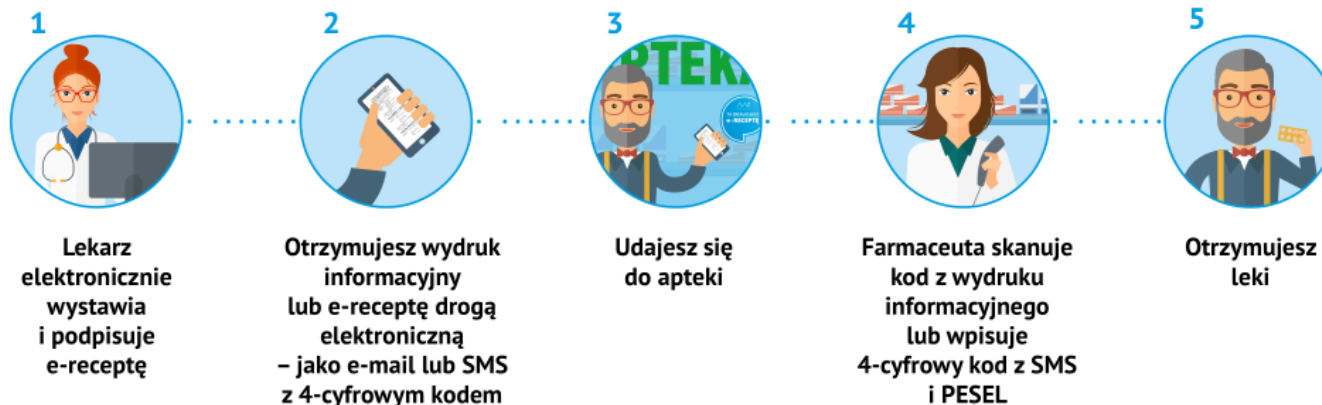 1
Lekarz
elektronicznie
wystawia
i podpisuje
e-receptę
2
Otrzymujesz wydruk
informacyjny
lub e-receptę drogą
elektroniczną
– jako e-mail lub SMS
z 4-cyfrowym kodem
3
PTEK
e-RECEPTĘ
Udajesz się
do apteki
4
Farmaceuta skanuje
kod z wydruku
informacyjnego
lub wpisuje
4-cyfrowy kod z SMS
i PESEL
5
Otrzymujesz
leki